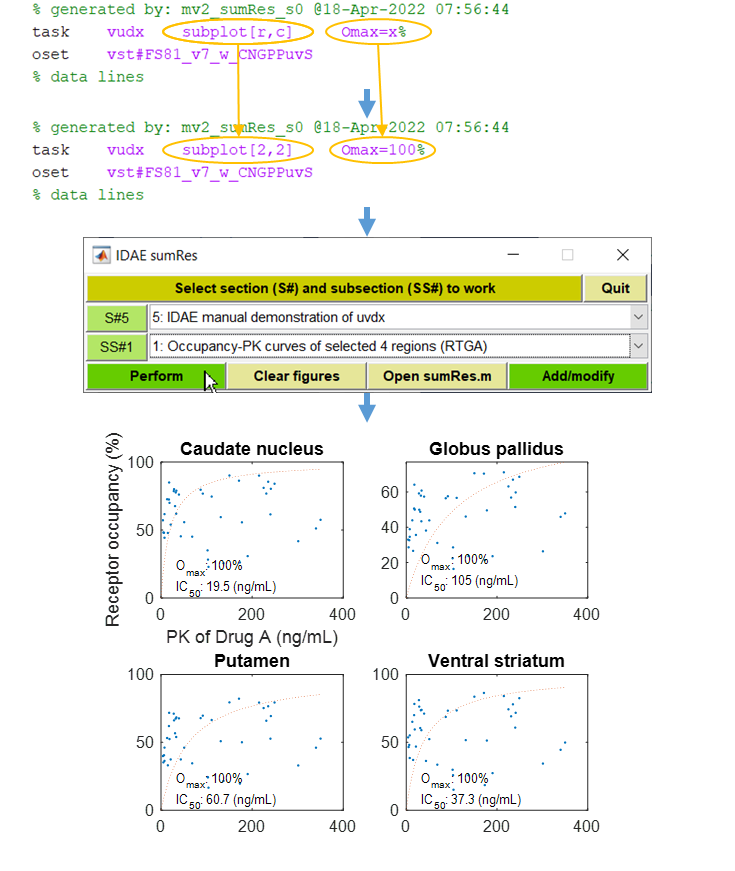 % generated by: mv2_sumRes_s0 @18-Apr-2022 07:56:44
task vudx subplot[r,c] Omax=x%
oset vst#FS81_v7_w_CNGPPuvS
% data lines
% generated by: mv2_sumRes_s0 @18-Apr-2022 07:56:44
task vudx subplot[2,2] Omax=100%
oset vst#FS81_v7_w_CNGPPuvS
% data lines
IDAE sumRes
Select section (S#) and subsection (SS#) to work Quit
S#5 5: IDAE manual demonstration of uvdx
SS#1 1: Occupancy-PK curves of selected 4 regions (RTGA)
Perform Clear figures Open sumRes.m Add/modify
Caudate nucleus
Receptor occupancy (%)
100
50
0
0 200 400
Omax: 100%
IC50: 19.5 (ng/mL)
PK of Drug A (ng/mL)
Globus pallidus
60
40
20
0
0 200 400
Omax: 100%
IC50: 105 (ng/mL)
Putamen
100
50
0
0 200 400
Omax: 100%
IC50: 60.7 (ng/mL)
Ventral striatum
100
50
0
0 200 400
Omax: 100%
IC50: 37.3 (ng/mL)